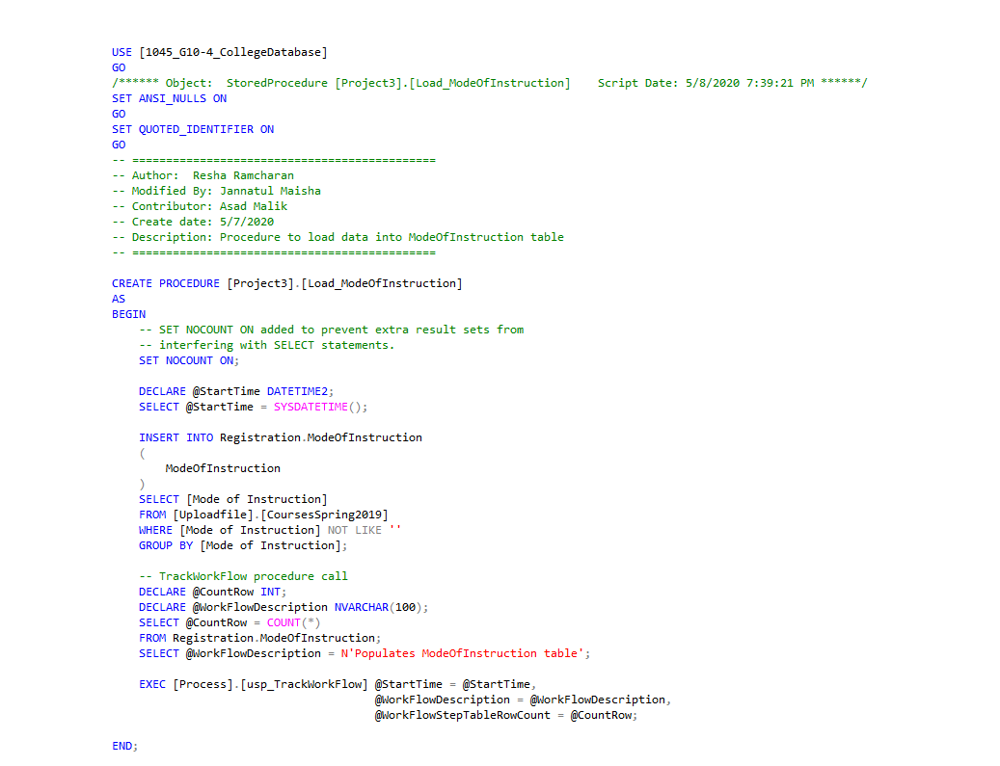 USE [1045_G10-4_CollegeDatabase]
GO
/****** Object:  StoredProcedure [Project3].[Load_ModeOfInstruction]    Script Date: 5/8/2020 7:39:21 PM ******/
SET ANSI_NULLS ON
GO
SET QUOTED_IDENTIFIER ON
GO
-- =============================================
-- Author:  Resha Ramcharan
-- Modified By: Jannatul Maisha
-- Contributor: Asad Malik
-- Create date: 5/7/2020
-- Description: Procedure to load data into ModeOfInstruction table
-- =============================================

CREATE PROCEDURE [Project3].[Load_ModeOfInstruction]
AS
BEGIN
    -- SET NOCOUNT ON added to prevent extra result sets from
    -- interfering with SELECT statements.
    SET NOCOUNT ON;

    DECLARE @StartTime DATETIME2;
    SELECT @StartTime = SYSDATETIME();

    INSERT INTO Registration.ModeOfInstruction
    (
        ModeOfInstruction
    )
    SELECT [Mode of Instruction]
    FROM [Uploadfile].[CoursesSpring2019]
    WHERE [Mode of Instruction] NOT LIKE ''
    GROUP BY [Mode of Instruction];

    -- TrackWorkFlow procedure call
    DECLARE @CountRow INT;
    DECLARE @WorkFlowDescription NVARCHAR(100);
    SELECT @CountRow = COUNT(*)
    FROM Registration.ModeOfInstruction;
    SELECT @WorkFlowDescription = N'Populates ModeOfInstruction table';

    EXEC [Process].[usp_TrackWorkFlow] @StartTime = @StartTime,
                                       @WorkFlowDescription = @WorkFlowDescription,
                                       @WorkFlowStepTableRowCount = @CountRow;

END;